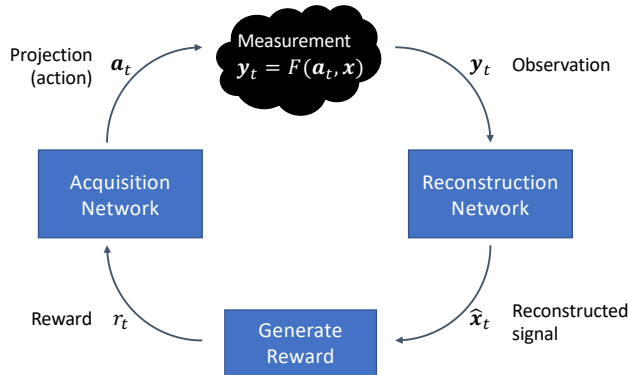 Measurement
y_t = F(a_t, x)
Projection
(action)
a_t
y_t
Observation
Acquisition
Network
Reconstruction
Network
Reward
r_t
Generate
Reward
x̂_t
Reconstructed
signal